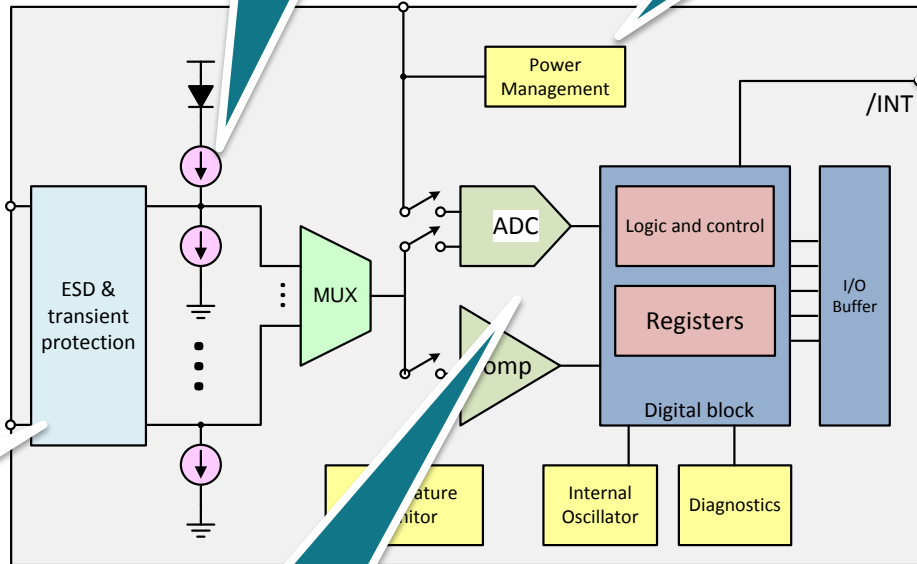 Power
Management
/INT
ADC
Logic and control
ESD &
transient
protection
MUX
I/O
Buffer
Registers
Digital block
Internal
Oscillator
Diagnostics